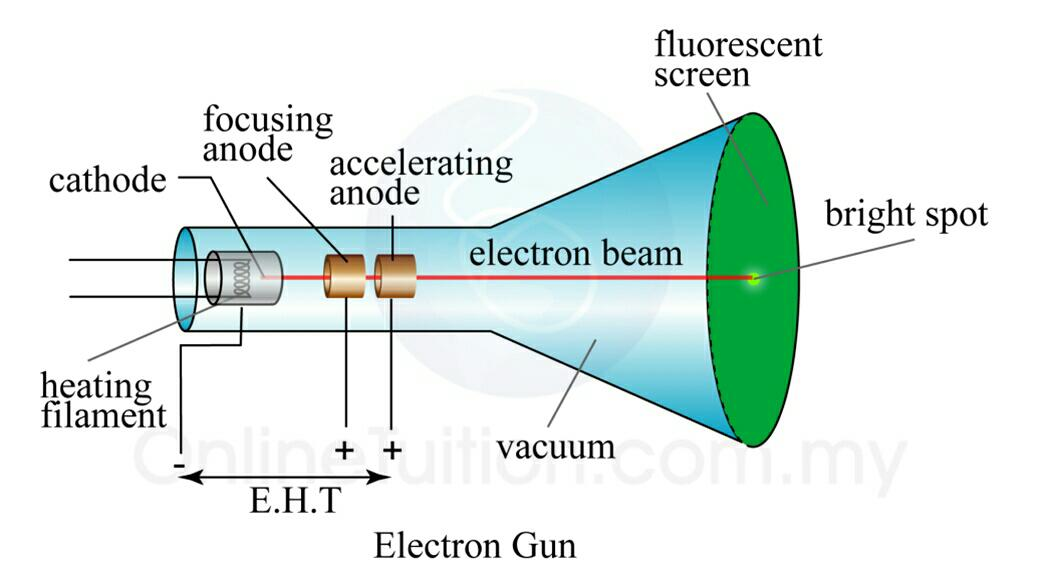 fluorescent
screen
focusing
anode
accelerating
anode
cathode
bright spot
electron beam
heating
filament
vacuum
- + +
OnlineTuition.com.my
E.H.T
Electron Gun